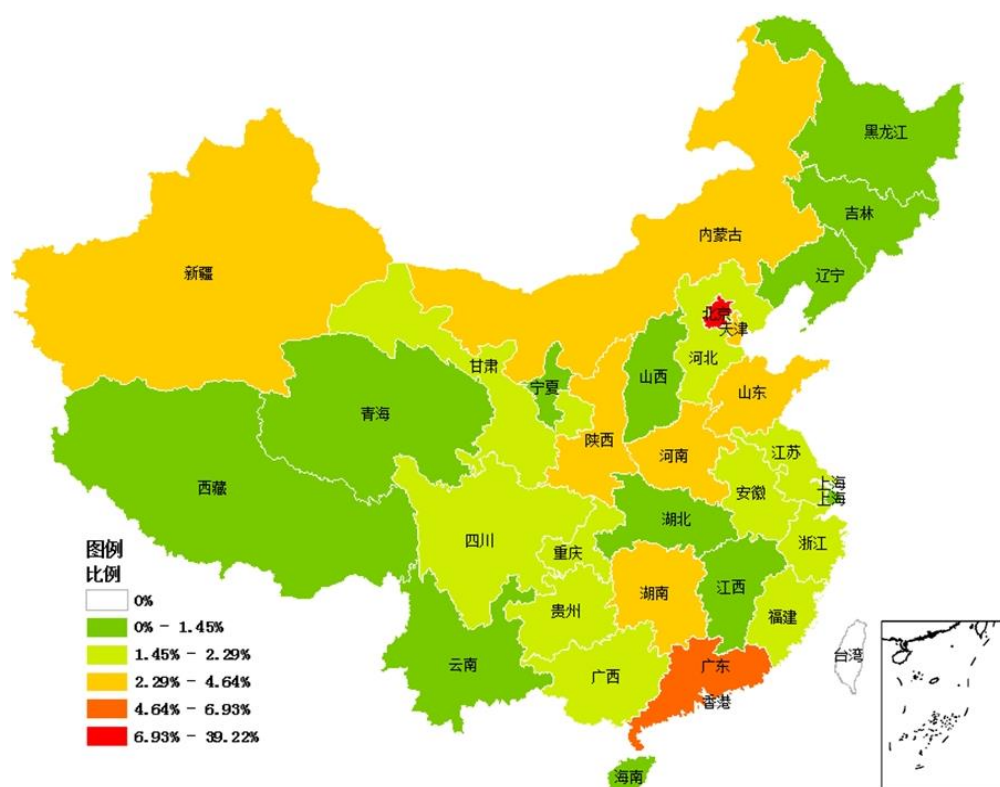 黑龙江
吉林
内蒙古
辽宁
新疆
北京
天津
河北
甘肃
宁夏
山西
山东
青海
陕西
河南
江苏
上海
上海
安徽
西藏
湖北
四川
重庆
浙江
江西
湖南
贵州
福建
云南
广西
广东
台湾
香港
海南
图例
比例
0%
0% - 1.45%
1.45% - 2.29%
2.29% - 4.64%
4.64% - 6.93%
6.93% - 39.22%